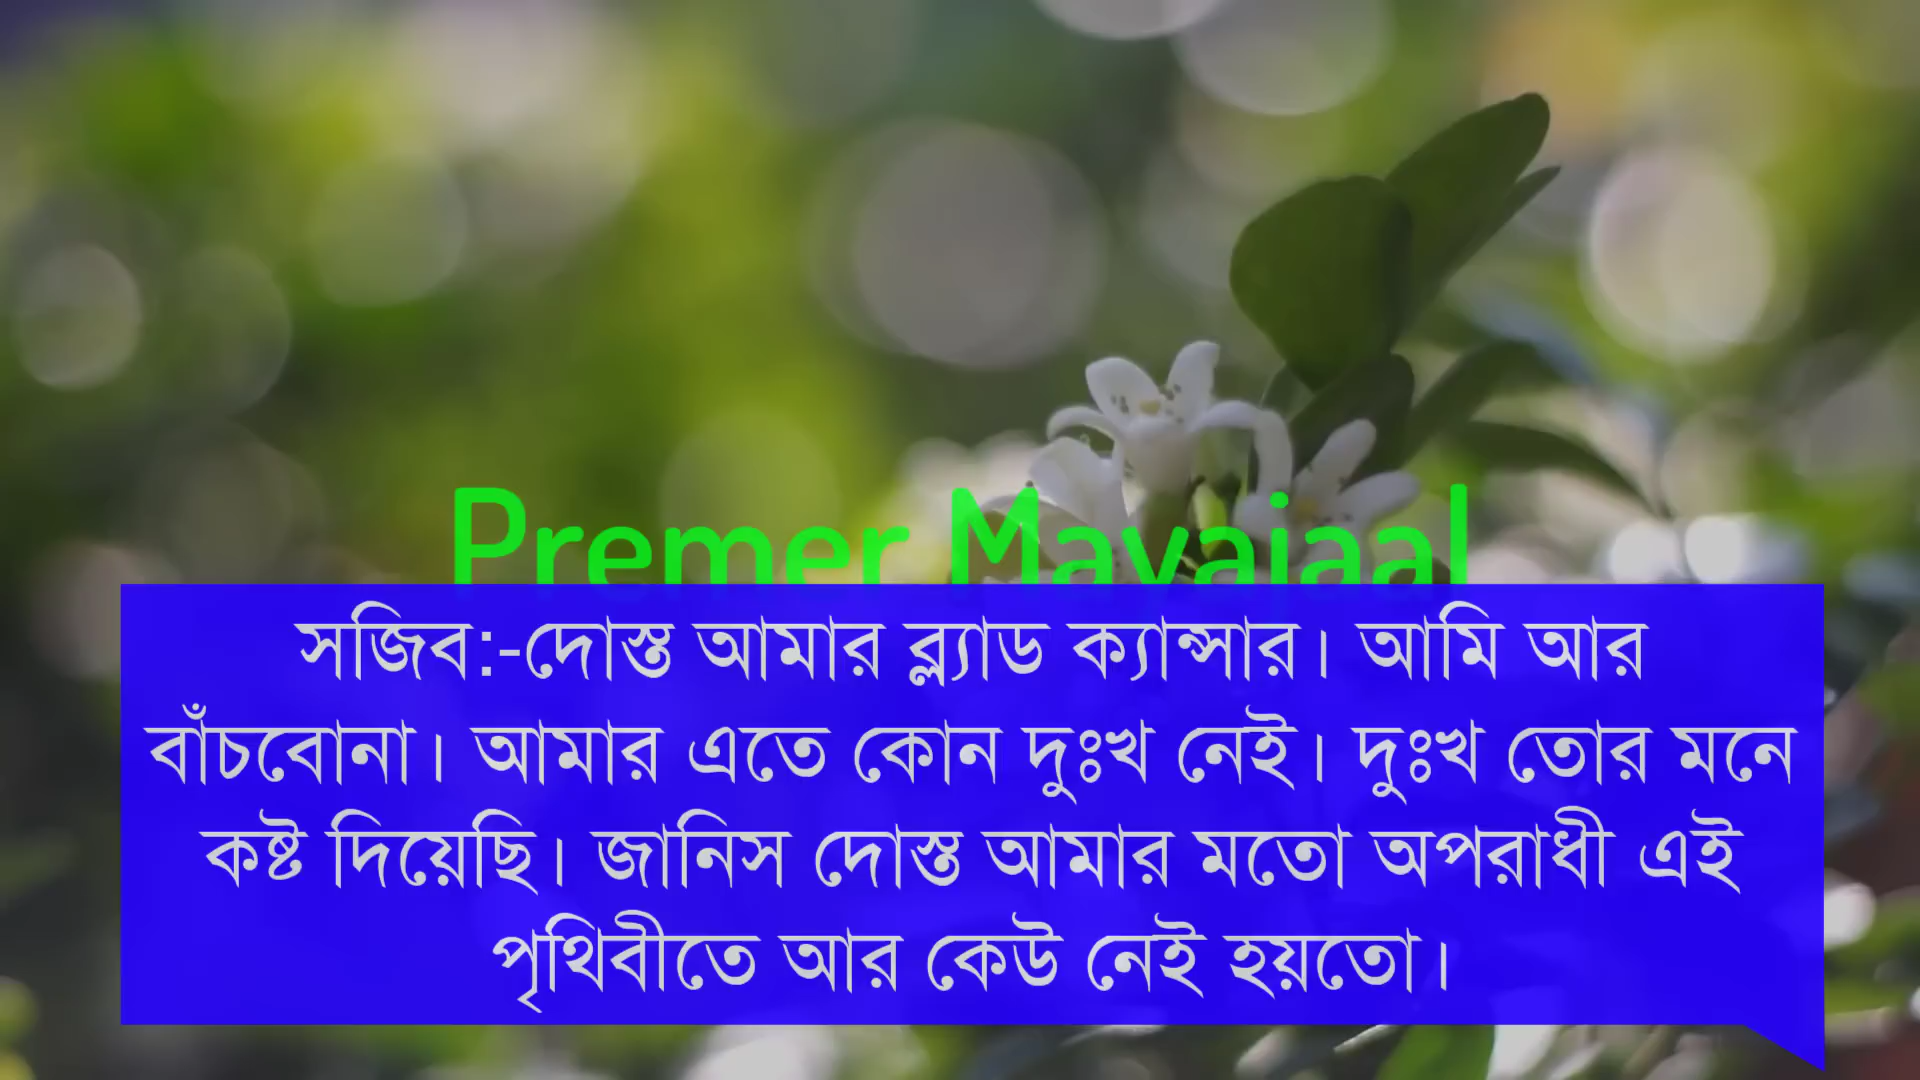 Premer Mayajaal
সজিব:-দোস্ত আমার ব্ল্যাড ক্যান্সার। আমি আর
বাঁচবোনা। আমার এতে কোন দুঃখ নেই। দুঃখ তোর মনে
কষ্ট দিয়েছি। জানিস দোস্ত আমার মতো অপরাধী এই
পৃথিবীতে আর কেউ নেই হয়তো।